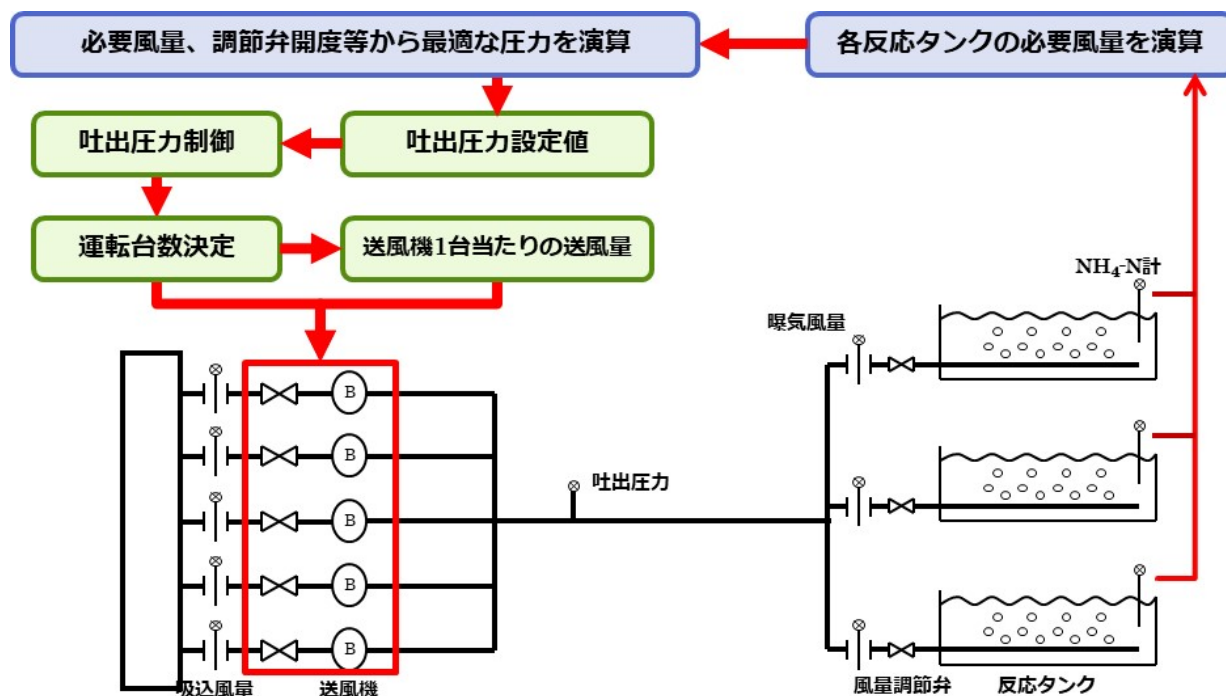 必要風量、調節弁開度等から最適な圧力を演算
各反応タンクの必要風量を演算
吐出圧力制御
吐出圧力設定値
運転台数決定
送風機1台当たりの送風量
NH₄-N計
曝気風量
B
B
吐出圧力
B
B
B
吸込風量
送風機
風量調節弁
反応タンク